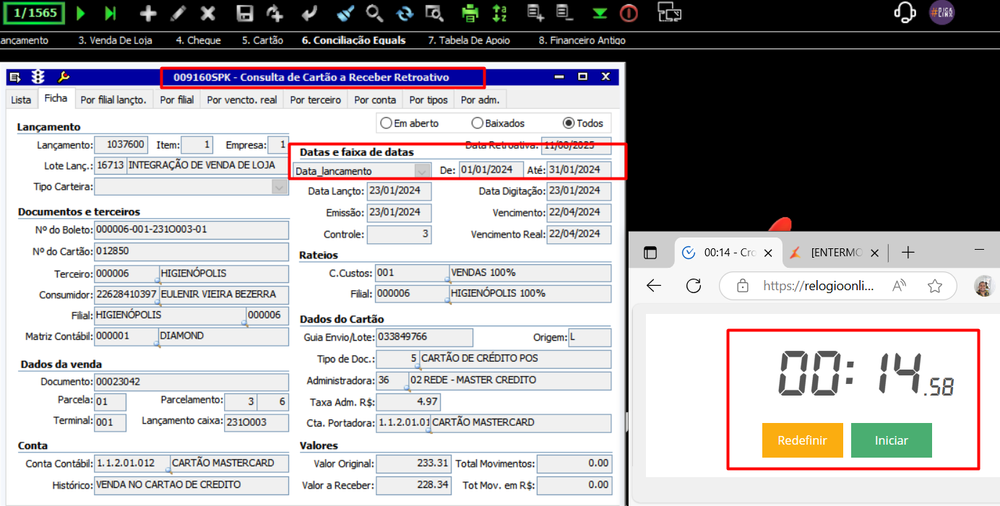 1/1565
#GIGA LINX
ançamento 3. Venda De Loja 4. Cheque 5. Cartão 6. Conciliação Equals 7. Tabela De Apoio 8. Financeiro Antigo
009160SPK - Consulta de Cartão a Receber Retroativo
Lista Ficha Por filial lançto. Por filial Por vencto. real Por terceiro Por conta Por tipos Por adm.
Em aberto Baixados Todos
Lançamento
Lançamento: 1037600 Item: 1 Empresa: 1
Data Retroativa: 11/08/2025
Lote Lanç.: 16713 INTEGRAÇÃO DE VENDA DE LOJA
Tipo Carteira:
Datas e faixa de datas
Data_lancamento De: 01/01/2024 Até: 31/01/2024
Data Lançto: 23/01/2024 Data Digitação: 23/01/2024
Emissão: 23/01/2024 Vencimento: 22/04/2024
Controle: 3 Vencimento Real: 22/04/2024
Documentos e terceiros
Nº do Boleto: 000006-001-231O003-01
Nº do Cartão: 012850
Terceiro: 000006 HIGIENÓPOLIS
Consumidor: 22628410397 EULENIR VIEIRA BEZERRA
Filial: HIGIENÓPOLIS 000006
Matriz Contábil: 000001 DIAMOND
Rateios
C.Custos: 001 VENDAS 100%
Filial: 000006 HIGIENÓPOLIS 100%
Dados do Cartão
Guia Envio/Lote: 033849766 Origem: L
Tipo de Doc.: 5 CARTÃO DE CRÉDITO POS
Administradora: 36 02 REDE - MASTER CREDITO
Taxa Adm. R$: 4.97
Cta. Portadora: 1.1.2.01.01 CARTÃO MASTERCARD
Dados da venda
Documento: 00023042
Parcela: 01 Parcelamento: 3 6
Terminal: 001 Lançamento caixa: 231O003
Conta
Conta Contábil: 1.1.2.01.012 CARTÃO MASTERCARD
Histórico: VENDA NO CARTAO DE CREDITO
Valores
Valor Original: 233.31 Total Movimentos: 0.00
Valor a Receber: 228.34 Tot Mov. em R$: 0.00
00:14 - Cro [ENTERMO
https://relogioonli...
00:14.58
Redefinir Iniciar